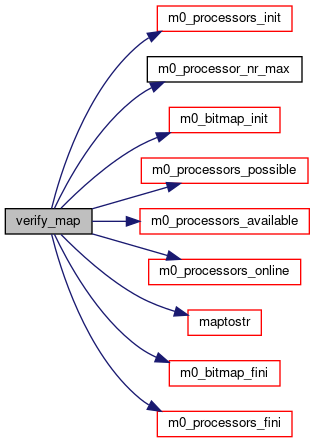 m0_processors_init
m0_processor_nr_max
m0_bitmap_init
m0_processors_possible
verify_map
m0_processors_available
m0_processors_online
maptostr
m0_bitmap_fini
m0_processors_fini